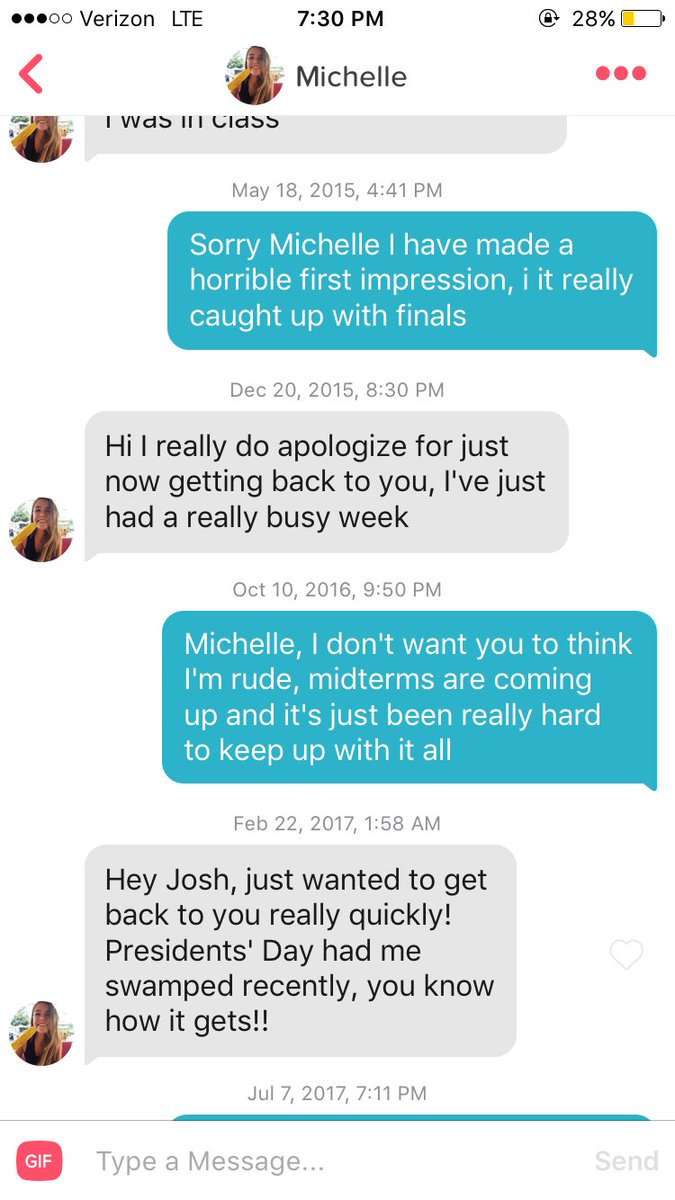 Verizon LTE 7:30 PM 28%
Michelle
I was in class
May 18, 2015, 4:41 PM
Sorry Michelle I have made a
horrible first impression, i it really
caught up with finals
Dec 20, 2015, 8:30 PM
Hi I really do apologize for just
now getting back to you, I've just
had a really busy week
Oct 10, 2016, 9:50 PM
Michelle, I don't want you to think
I'm rude, midterms are coming
up and it's just been really hard
to keep up with it all
Feb 22, 2017, 1:58 AM
Hey Josh, just wanted to get
back to you really quickly!
Presidents' Day had me
swamped recently, you know
how it gets!!
Jul 7, 2017, 7:11 PM
GIF Type a Message... Send